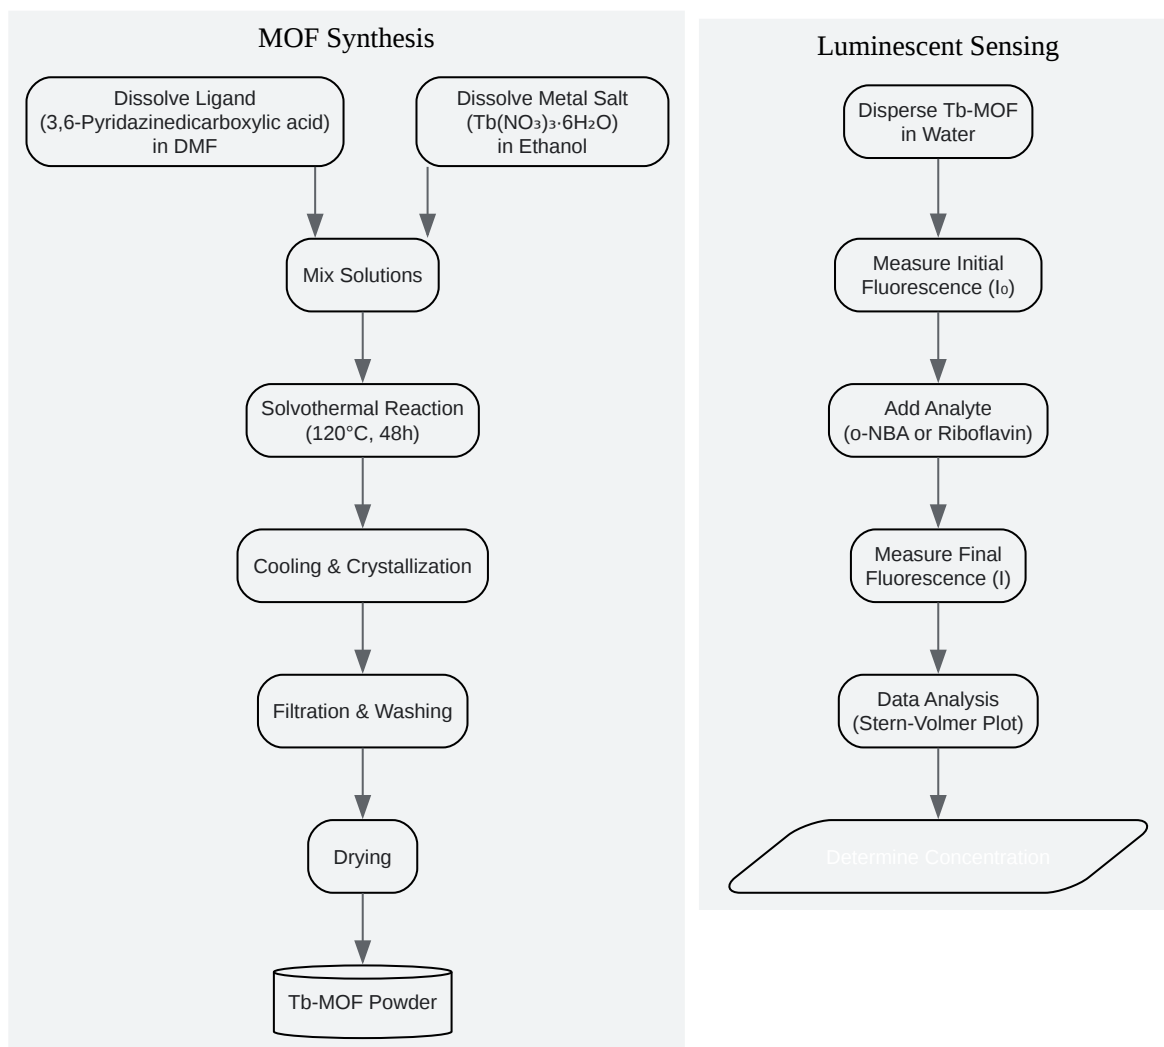 MOF Synthesis
Dissolve Ligand
(3,6-Pyridazinedicarboxylic acid)
in DMF
Dissolve Metal Salt
(Tb(NO₃)₃·6H₂O)
in Ethanol
Mix Solutions
Solvothermal Reaction
(120°C, 48h)
Cooling & Crystallization
Filtration & Washing
Drying
Tb-MOF Powder
Luminescent Sensing
Disperse Tb-MOF
in Water
Measure Initial
Fluorescence (I₀)
Add Analyte
(o-NBA or Riboflavin)
Measure Final
Fluorescence (I)
Data Analysis
(Stern-Volmer Plot)
Determine Concentration